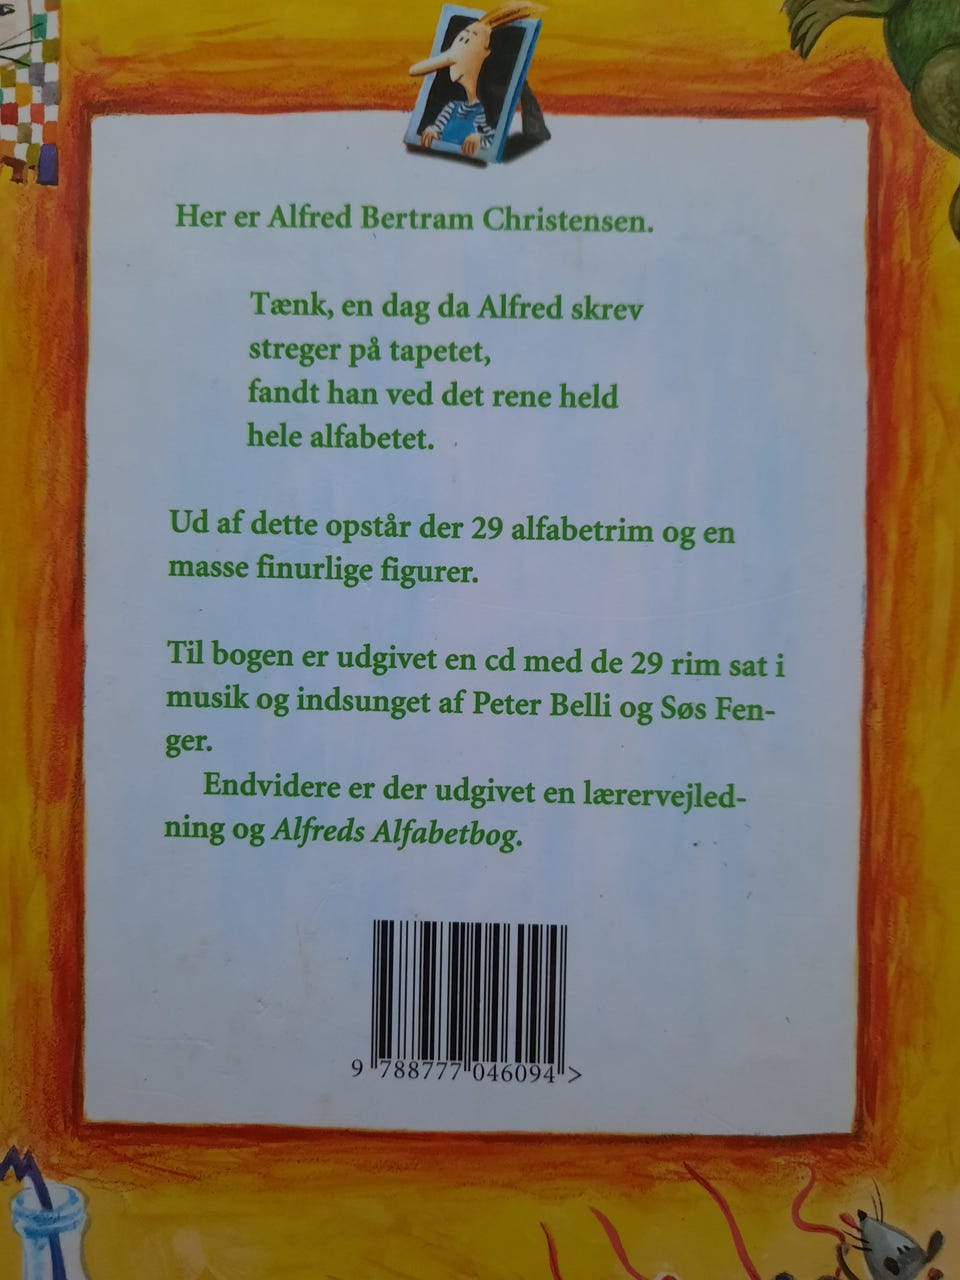 Her er Alfred Bertram Christensen.
Tænk, en dag da Alfred skrev
streger på tapetet,
fandt han ved det rene held
hele alfabetet.
Ud af dette opstår der 29 alfabetrim og en
masse finurlige figurer.
Til bogen er udgivet en cd med de 29 rim sat i
musik og indsunget af Peter Belli og Søs Fen-
ger.
Endvidere er der udgivet en lærervejled-
ning og Alfreds Alfabetbog.
9 788777 046094 >